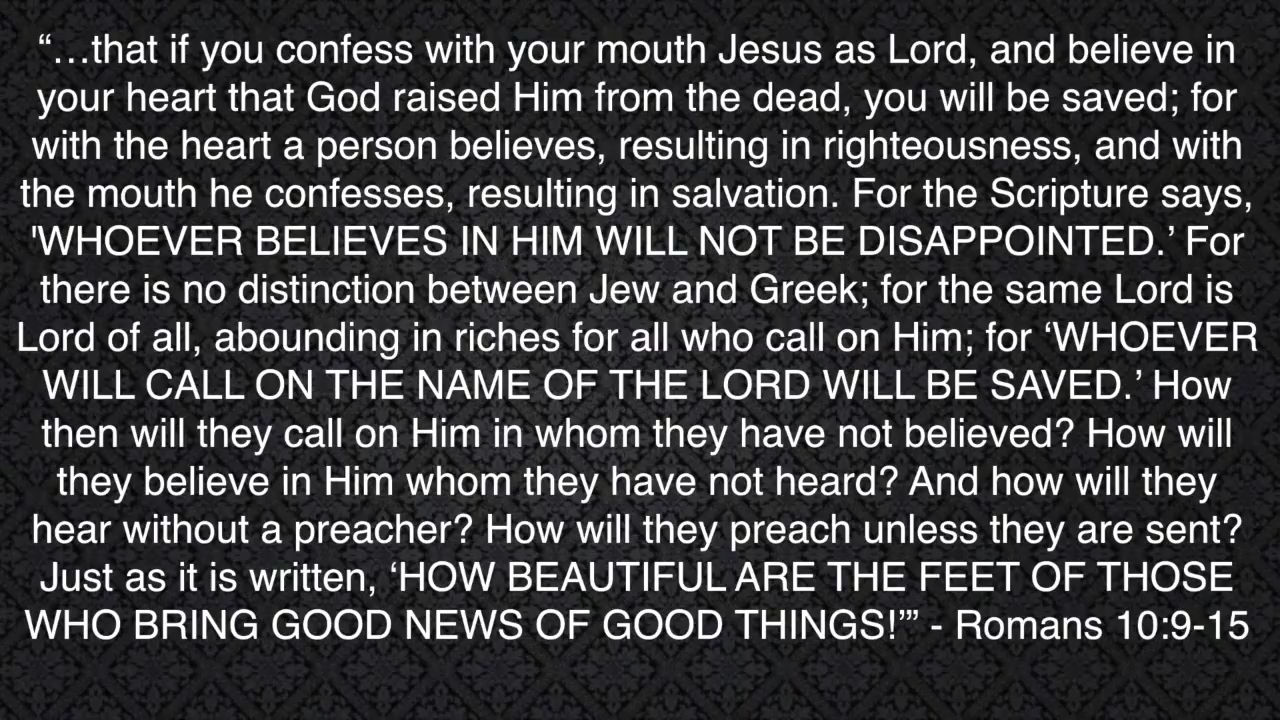 “…that if you confess with your mouth Jesus as Lord, and believe in
your heart that God raised Him from the dead, you will be saved; for
with the heart a person believes, resulting in righteousness, and with
the mouth he confesses, resulting in salvation. For the Scripture says,
'WHOEVER BELIEVES IN HIM WILL NOT BE DISAPPOINTED.’ For
there is no distinction between Jew and Greek; for the same Lord is
Lord of all, abounding in riches for all who call on Him; for ‘WHOEVER
WILL CALL ON THE NAME OF THE LORD WILL BE SAVED.’ How
then will they call on Him in whom they have not believed? How will
they believe in Him whom they have not heard? And how will they
hear without a preacher? How will they preach unless they are sent?
Just as it is written, ‘HOW BEAUTIFUL ARE THE FEET OF THOSE
WHO BRING GOOD NEWS OF GOOD THINGS!’” - Romans 10:9-15